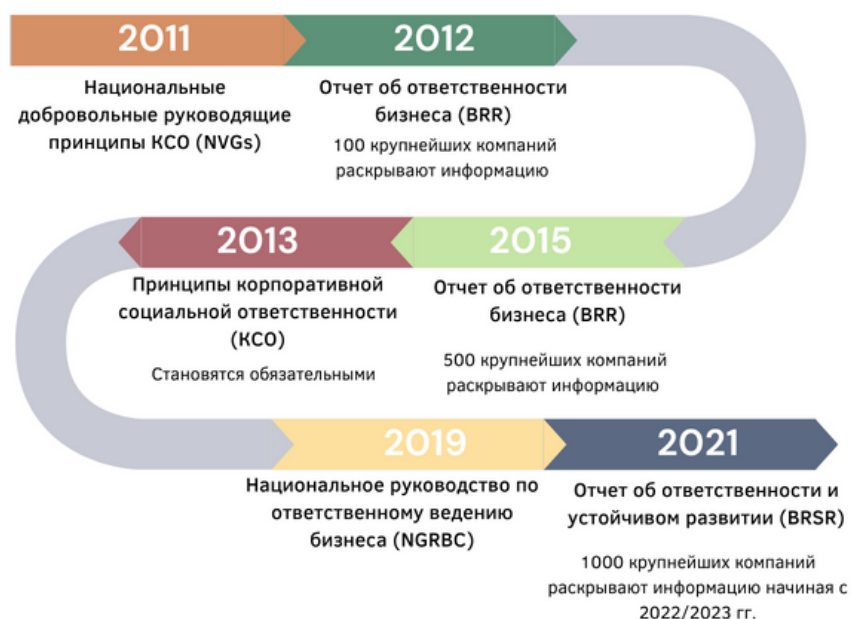 2011
Национальные
добровольные руководящие
принципы КСО (NVGs)
2012
Отчет об ответственности
бизнеса (BRR)
100 крупнейших компаний
раскрывают информацию
2013
Принципы корпоративной
социальной ответственности
(КСО)
Становятся обязательными
2015
Отчет об ответственности
бизнеса (BRR)
500 крупнейших компаний
раскрывают информацию
2019
Национальное руководство по
ответственному ведению
бизнеса (NGRBC)
2021
Отчет об ответственности и
устойчивом развитии (BRSR)
1000 крупнейших компаний
раскрывают информацию начиная с
2022/2023 гг.